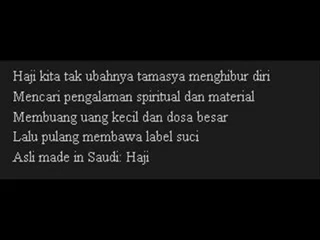 Haji kita tak ubahnya tamasya menghibur diri
Mencari pengalaman spiritual dan material
Membuang uang kecil dan dosa besar
Lalu pulang membawa label suci
Asli made in Saudi: Haji